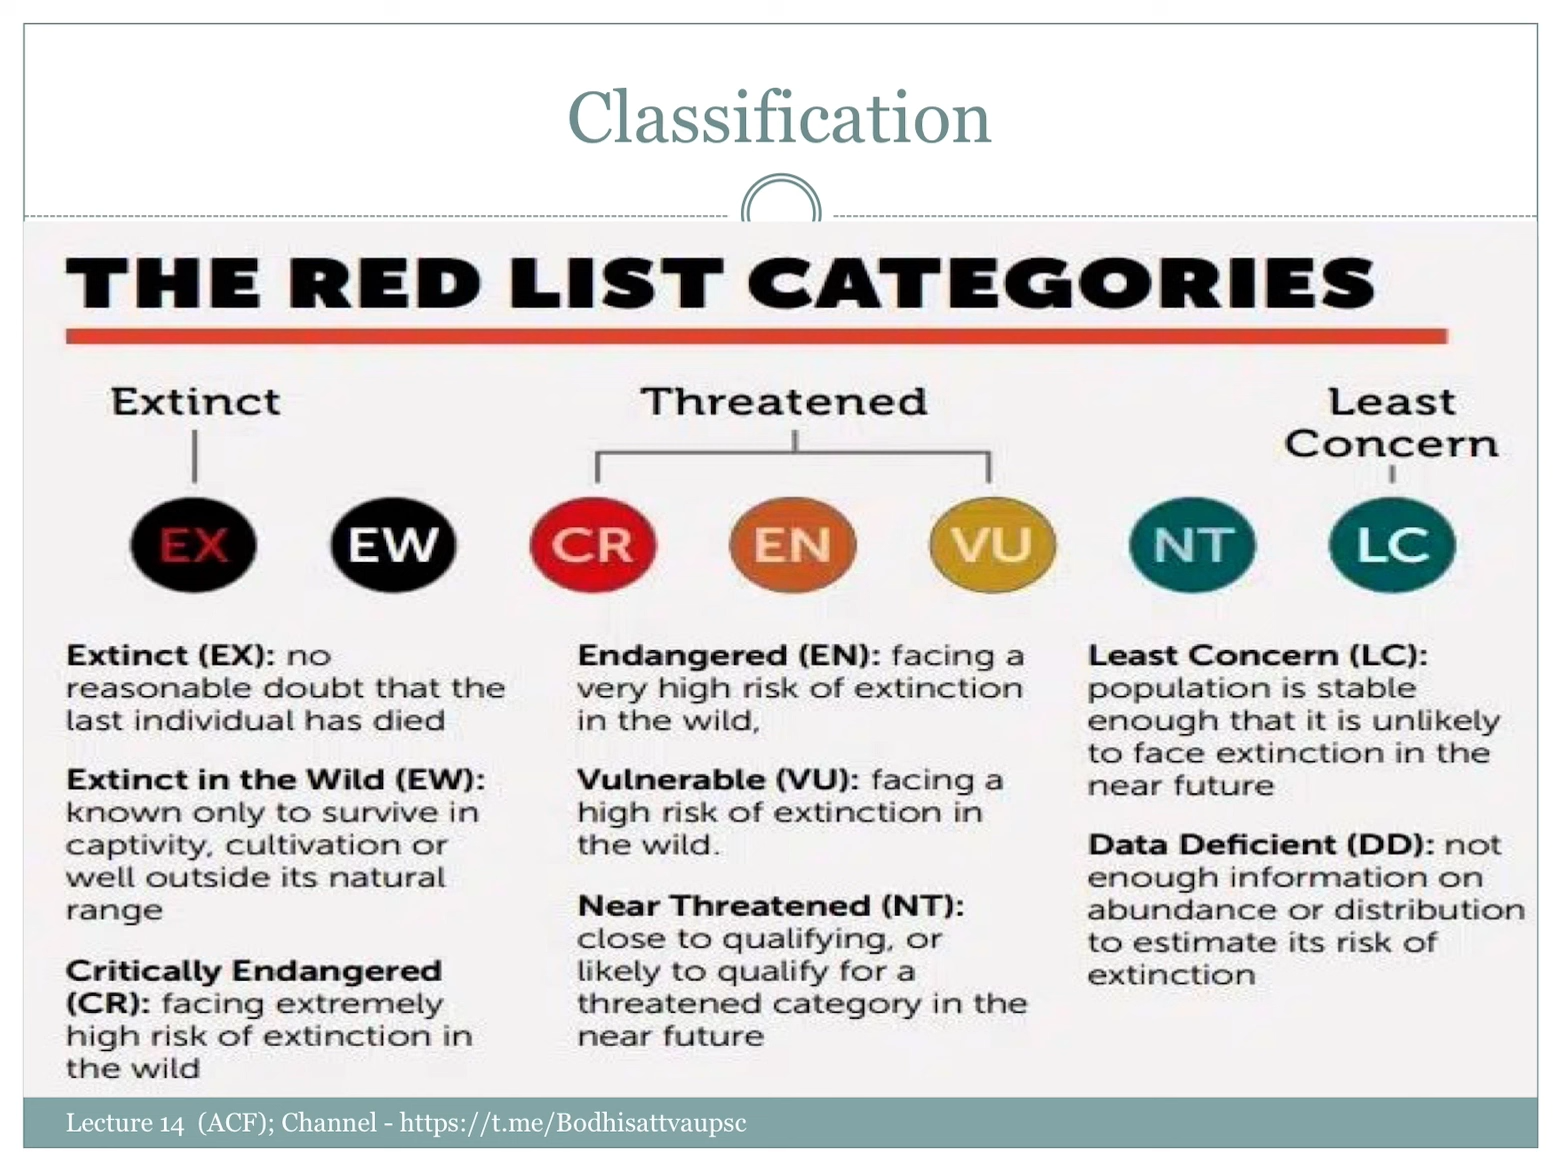 Classification
THE RED LIST CATEGORIES
Extinct
Threatened
Least
Concern
EX
EW
CR
EN
VU
NT
LC
Extinct (EX): no
reasonable doubt that the
last individual has died
Extinct in the Wild (EW):
known only to survive in
captivity, cultivation or
well outside its natural
range
Critically Endangered
(CR): facing extremely
high risk of extinction in
the wild
Endangered (EN): facing a
very high risk of extinction
in the wild,
Vulnerable (VU): facing a
high risk of extinction in
the wild.
Near Threatened (NT):
close to qualifying, or
likely to qualify for a
threatened category in the
near future
Least Concern (LC):
population is stable
enough that it is unlikely
to face extinction in the
near future
Data Deficient (DD): not
enough information on
abundance or distribution
to estimate its risk of
extinction
Lecture 14 (ACF); Channel - https://t.me/Bodhisattvaupsc